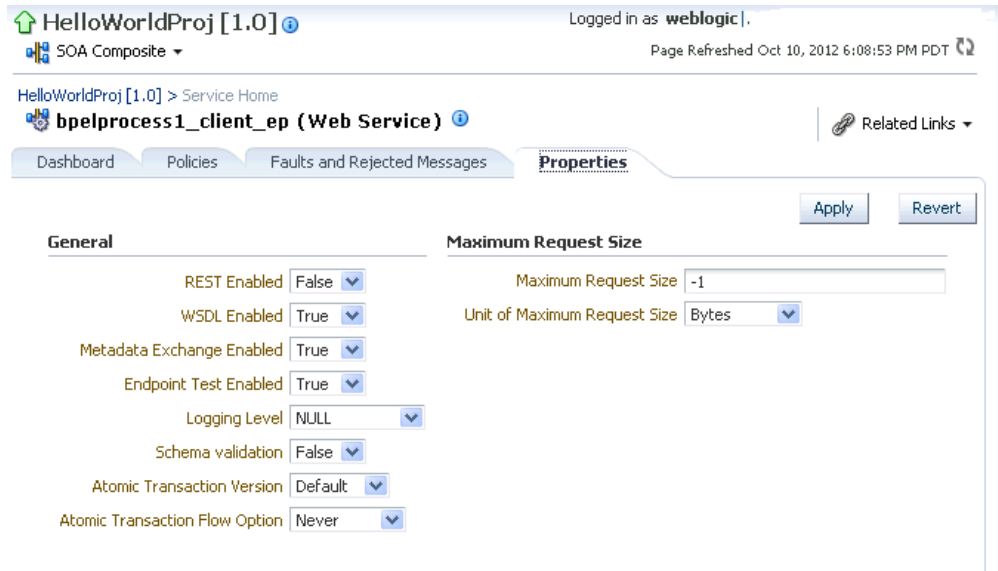 HelloWorldProj [1.0]
Logged in as weblogic|.
SOA Composite
Page Refreshed Oct 10, 2012 6:08:53 PM PDT
HelloWorldProj [1.0] > Service Home
bpelprocess1_client_ep (Web Service)
Related Links
Dashboard Policies Faults and Rejected Messages Properties
Apply Revert
General
REST Enabled False
WSDL Enabled True
Metadata Exchange Enabled True
Endpoint Test Enabled True
Logging Level NULL
Schema validation False
Atomic Transaction Version Default
Atomic Transaction Flow Option Never
Maximum Request Size
Maximum Request Size -1
Unit of Maximum Request Size Bytes